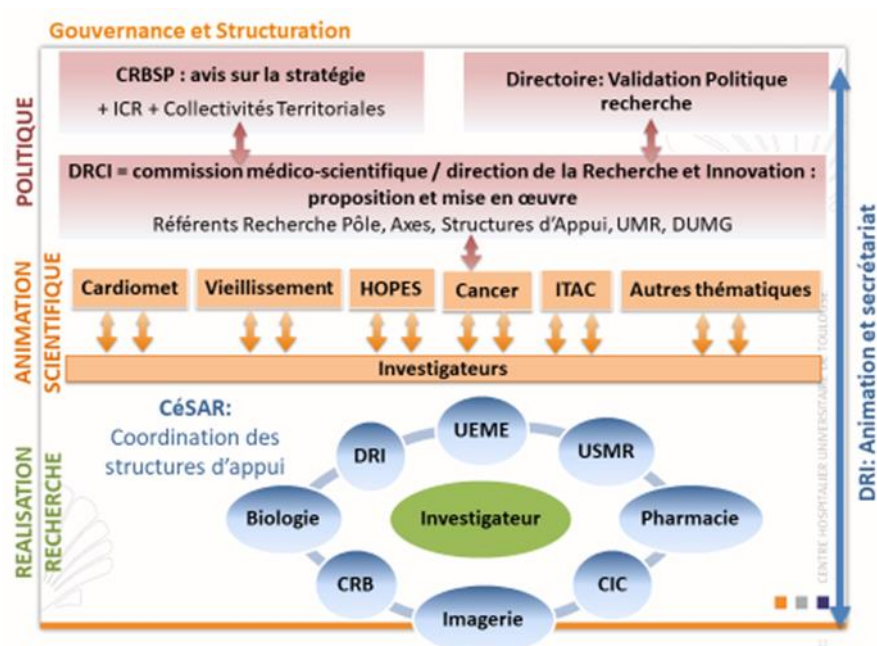 Gouvernance et Structuration
POLITIQUE
CRBSP : avis sur la stratégie
+ ICR + Collectivités Territoriales
Directoire: Validation Politique
recherche
DRCI = commission médico-scientifique / direction de la Recherche et Innovation :
proposition et mise en œuvre
Référents Recherche Pôle, Axes, Structures d'Appui, UMR, DUMG
ANIMATION
SCIENTIFIQUE
Cardiomet
Vieillissement
HOPES
Cancer
ITAC
Autres thématiques
Investigateurs
REALISATION
RECHERCHE
CéSAR:
Coordination des
structures d'appui
UEME
DRI
USMR
Biologie
Investigateur
Pharmacie
CRB
CIC
Imagerie
DRI: Animation et secrétariat
CENTRE HOSPITALIER UNIVERSITAIRE DE TOULOUSE